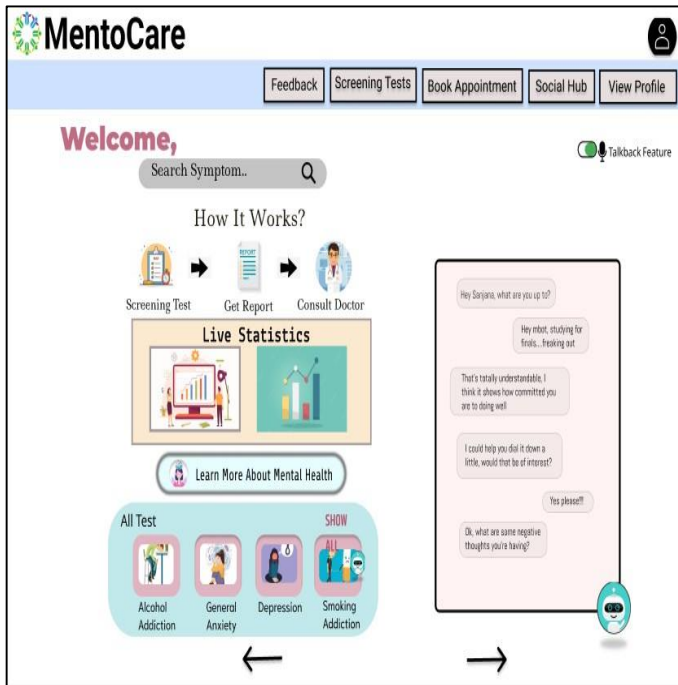 MentoCare
Feedback
Screening Tests
Book Appointment
Social Hub
View Profile
Welcome,
Talkback Feature
Search Symptom..
How It Works?
REPORT
Screening Test
Get Report
Consult Doctor
Live Statistics
Learn More About Mental Health
All Test
SHOW
ALL
Alcohol
Addiction
General
Anxiety
Depression
Smoking
Addiction
Hey Sanjana, what are you up to?
Hey mbot, studying for
finals....freaking out
That's totally understandable, I
think it shows how committed you
are to doing well
I could help you dial it down a
little, would that be of interest?
Yes please!!!
Ok, what are some negative
thoughts you're having?